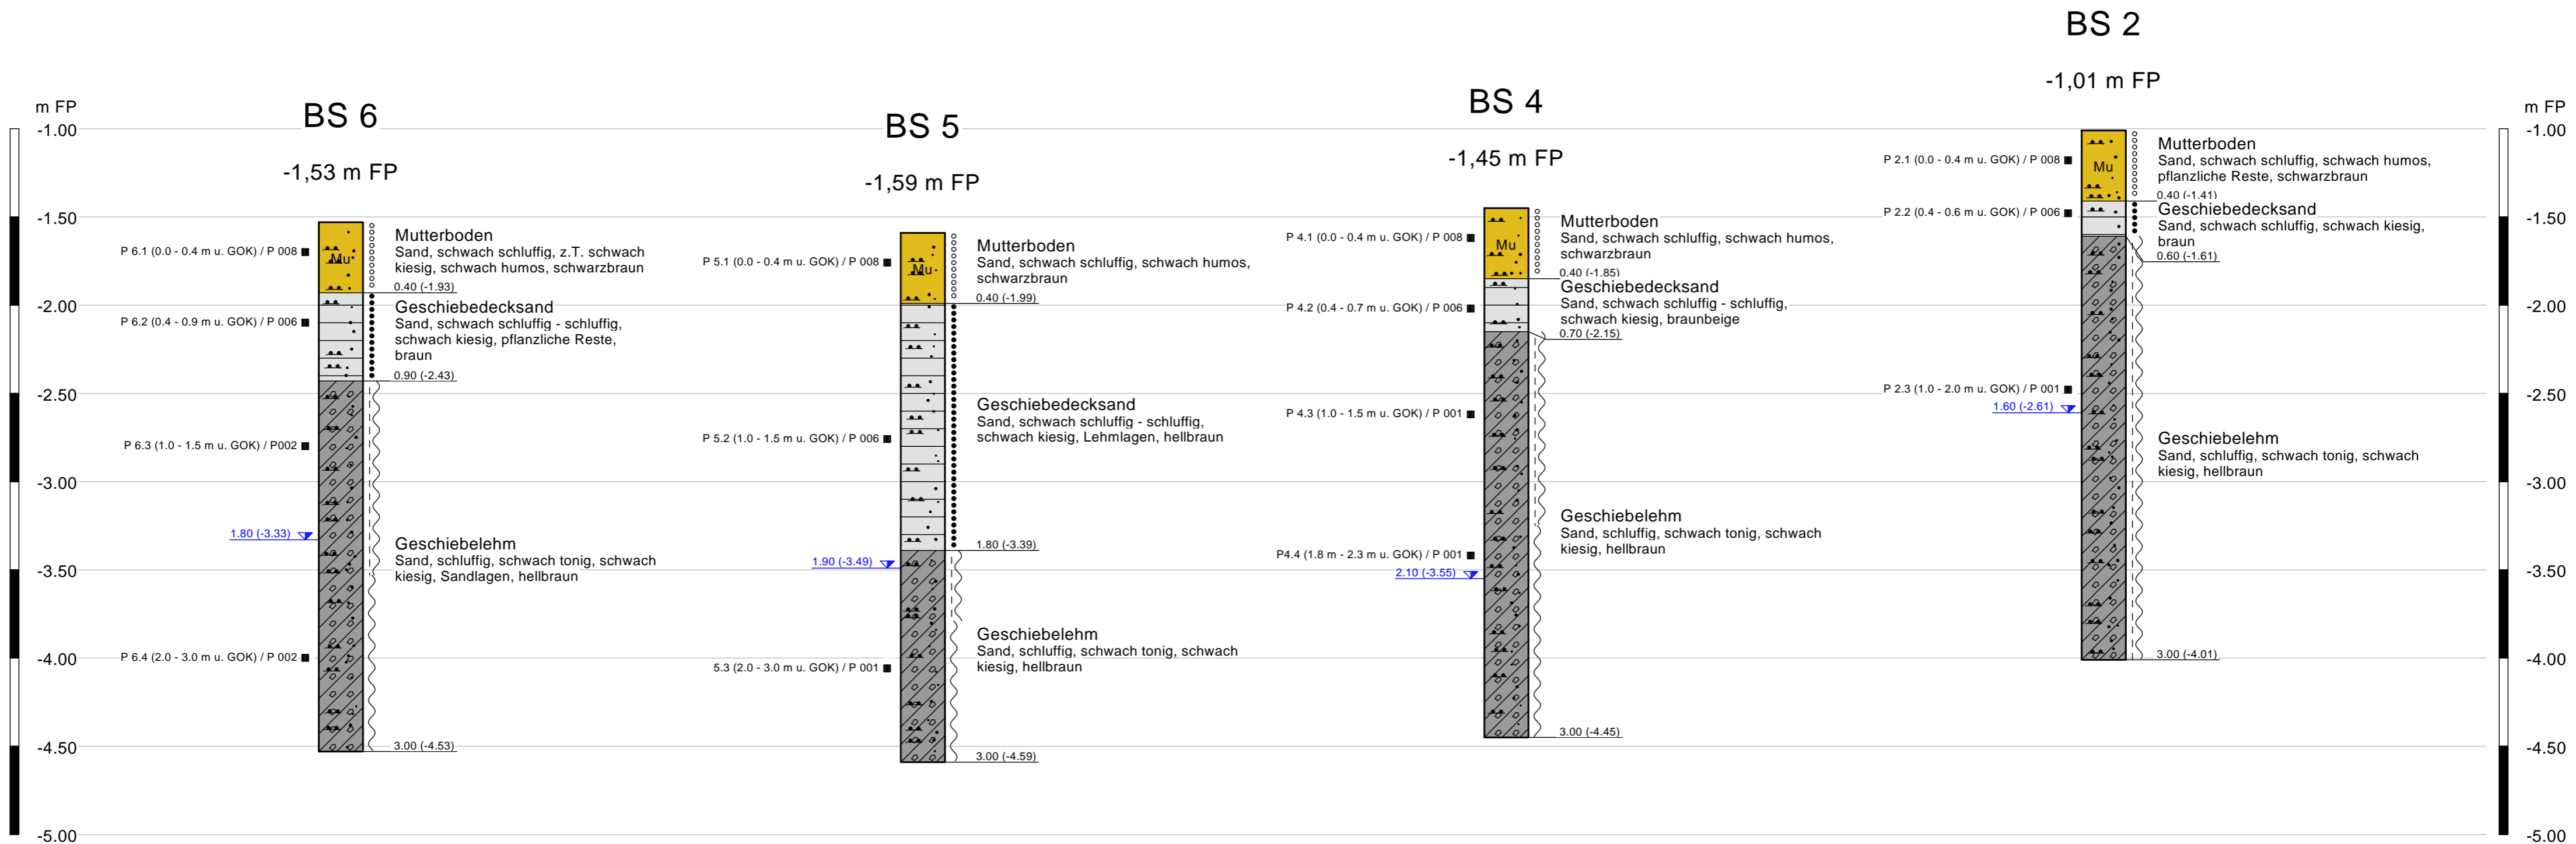 BS 2
-1,01 m FP
BS 4
-1,45 m FP
BS 6
-1,53 m FP
BS 5
-1,59 m FP
m FP
-1.00
-1.50
-2.00
-2.50
-3.00
-3.50
-4.00
-4.50
-5.00
P 6.1 (0.0 - 0.4 m u. GOK) / P 008
P 6.2 (0.4 - 0.9 m u. GOK) / P 006
P 6.3 (1.0 - 1.5 m u. GOK) / P002
1.80 (-3.33)
P 6.4 (2.0 - 3.0 m u. GOK) / P 002
Mu
Mutterboden
Sand, schwach schluffig, z.T. schwach
kiesig, schwach humos, schwarzbraun
0.40 (-1.93)
Geschiebedecksand
Sand, schwach schluffig - schluffig,
schwach kiesig, pflanzliche Reste,
braun
0.90 (-2.43)
Geschiebelehm
Sand, schluffig, schwach tonig, schwach
kiesig, Sandlagen, hellbraun
3.00 (-4.53)
P 5.1 (0.0 - 0.4 m u. GOK) / P 008
P 5.2 (1.0 - 1.5 m u. GOK) / P 006
1.90 (-3.49)
5.3 (2.0 - 3.0 m u. GOK) / P 001
Mu
Mutterboden
Sand, schwach schluffig, schwach humos,
schwarzbraun
0.40 (-1.99)
Geschiebedecksand
Sand, schwach schluffig - schluffig,
schwach kiesig, Lehmlagen, hellbraun
1.80 (-3.39)
Geschiebelehm
Sand, schluffig, schwach tonig, schwach
kiesig, hellbraun
3.00 (-4.59)
P 4.1 (0.0 - 0.4 m u. GOK) / P 008
P 4.2 (0.4 - 0.7 m u. GOK) / P 006
P 4.3 (1.0 - 1.5 m u. GOK) / P 001
P4.4 (1.8 m - 2.3 m u. GOK) / P 001
2.10 (-3.55)
Mu
Mutterboden
Sand, schwach schluffig, schwach humos,
schwarzbraun
0.40 (-1.85)
Geschiebedecksand
Sand, schwach schluffig - schluffig,
schwach kiesig, braunbeige
0.70 (-2.15)
Geschiebelehm
Sand, schluffig, schwach tonig, schwach
kiesig, hellbraun
3.00 (-4.45)
P 2.1 (0.0 - 0.4 m u. GOK) / P 008
P 2.2 (0.4 - 0.6 m u. GOK) / P 006
P 2.3 (1.0 - 2.0 m u. GOK) / P 001
1.60 (-2.61)
Mu
Mutterboden
Sand, schwach schluffig, schwach humos,
pflanzliche Reste, schwarzbraun
0.40 (-1.41)
Geschiebedecksand
Sand, schwach schluffig, schwach kiesig,
braun
0.60 (-1.61)
Geschiebelehm
Sand, schluffig, schwach tonig, schwach
kiesig, hellbraun
3.00 (-4.01)
m FP
-1.00
-1.50
-2.00
-2.50
-3.00
-3.50
-4.00
-4.50
-5.00